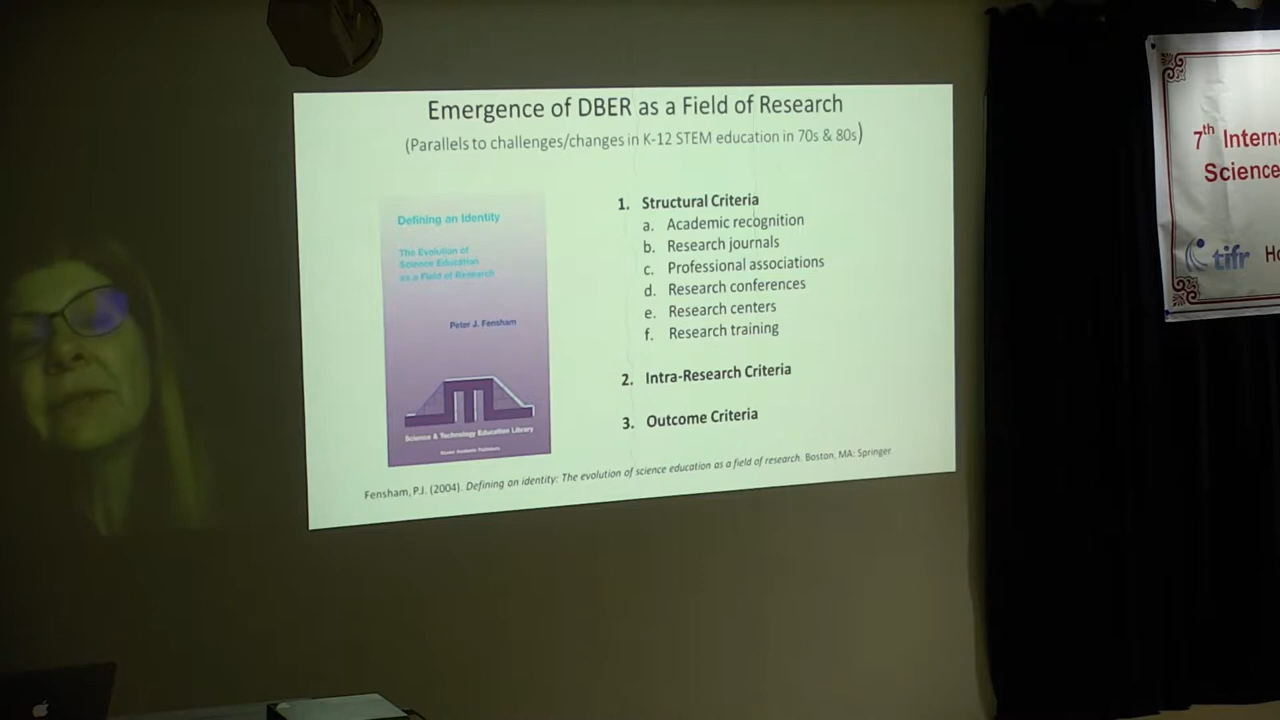 Emergence of DBER as a Field of Research
(Parallels to challenges/changes in K-12 STEM education in 70s & 80s)
Defining an Identity
The Evolution of
Science Education
as a Field of Research
Peter J. Fensham
Science & Technology Education Library
Kluwer Academic Publishers
1. Structural Criteria
a. Academic recognition
b. Research journals
c. Professional associations
d. Research conferences
e. Research centers
f. Research training
2. Intra-Research Criteria
3. Outcome Criteria
Fensham, P.J. (2004). Defining an identity: The evolution of science education as a field of research. Boston, MA: Springer
7th Interna
Science
tifr Ho